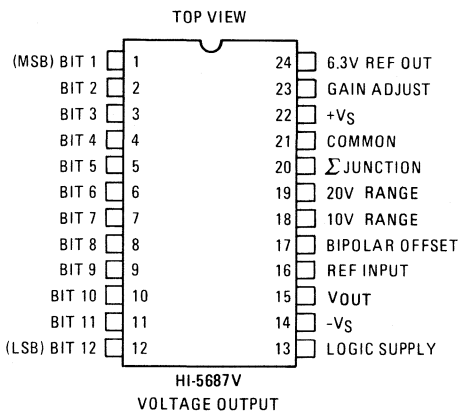 TOP VIEW
(MSB) BIT 1 1 24 6.3V REF OUT
BIT 2 2 23 GAIN ADJUST
BIT 3 3 22 +VS
BIT 4 4 21 COMMON
BIT 5 5 20 Σ JUNCTION
BIT 6 6 19 20V RANGE
BIT 7 7 18 10V RANGE
BIT 8 8 17 BIPOLAR OFFSET
BIT 9 9 16 REF INPUT
BIT 10 10 15 VOUT
BIT 11 11 14 -VS
(LSB) BIT 12 12 13 LOGIC SUPPLY
HI-5687V
VOLTAGE OUTPUT